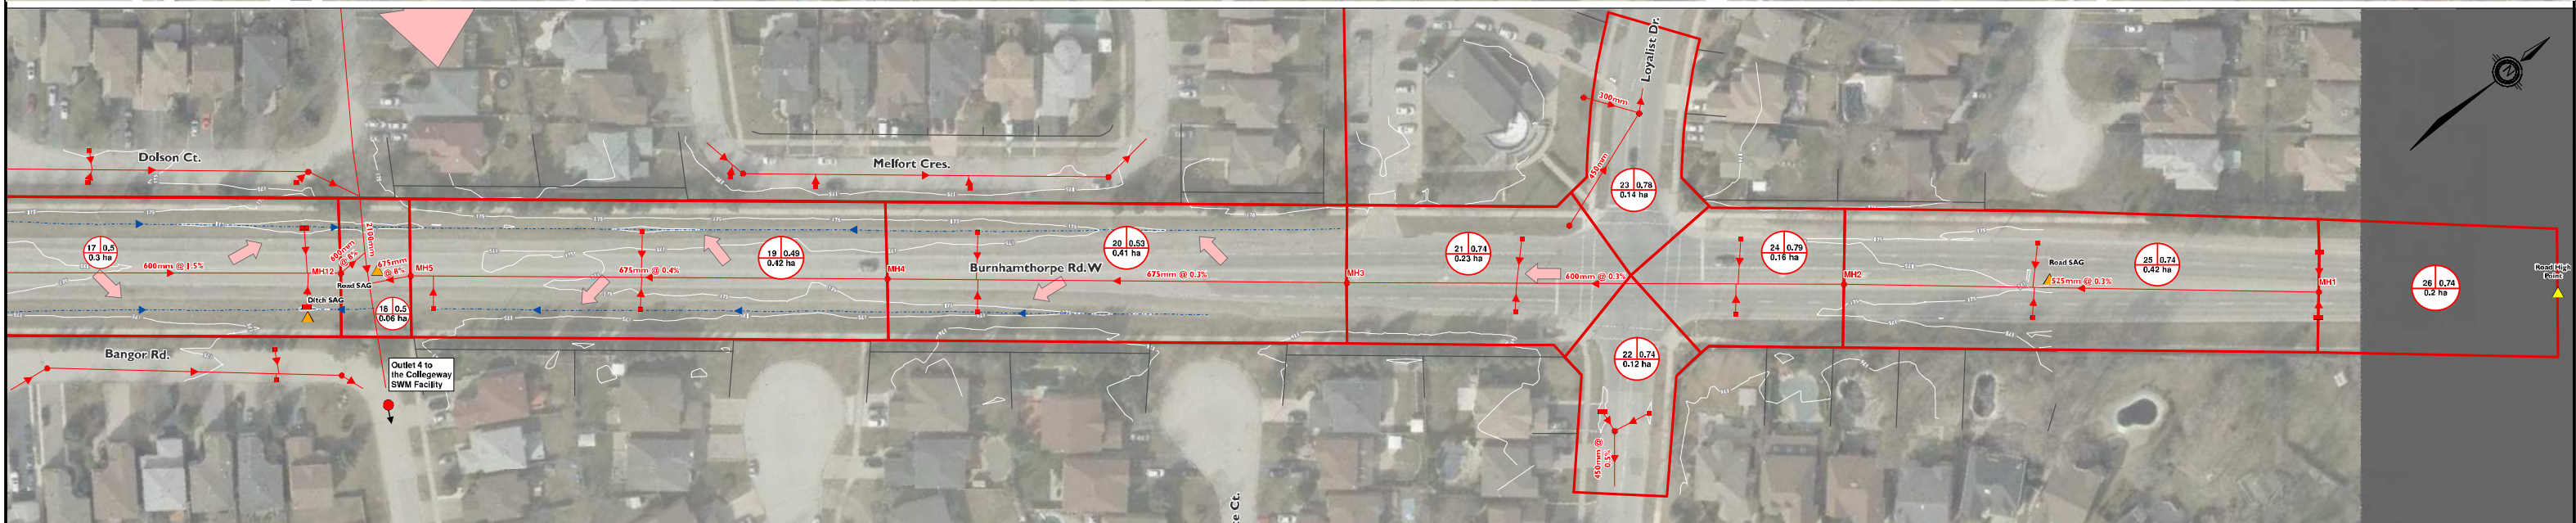 Loyalist Dr.
N
300mm
Dolson Ct.
Melfort Cres.
450mm
23 0.78
0.14 ha
17 0.5
0.3 ha
600mm @ 1.5%
MH12
600mm
@ 8%
2100mm
675mm
@ 8%
MH5
Road SAG
Ditch SAG
18 0.5
0.06 ha
675mm @ 0.4%
19 0.49
0.42 ha
MH4
20 0.53
0.41 ha
Burnhamthorpe Rd.W
675mm @ 0.3%
MH3
21 0.74
0.23 ha
600mm @ 0.3%
24 0.79
0.16 ha
MH2
Road SAG
525mm @ 0.3%
25 0.74
0.42 ha
MH1
26 0.74
0.2 ha
Road High
Point
22 0.74
0.12 ha
Bangor Rd.
Outlet 4 to
the Collegeway
SWM Facility
450mm @
0.5%
ce Ct.